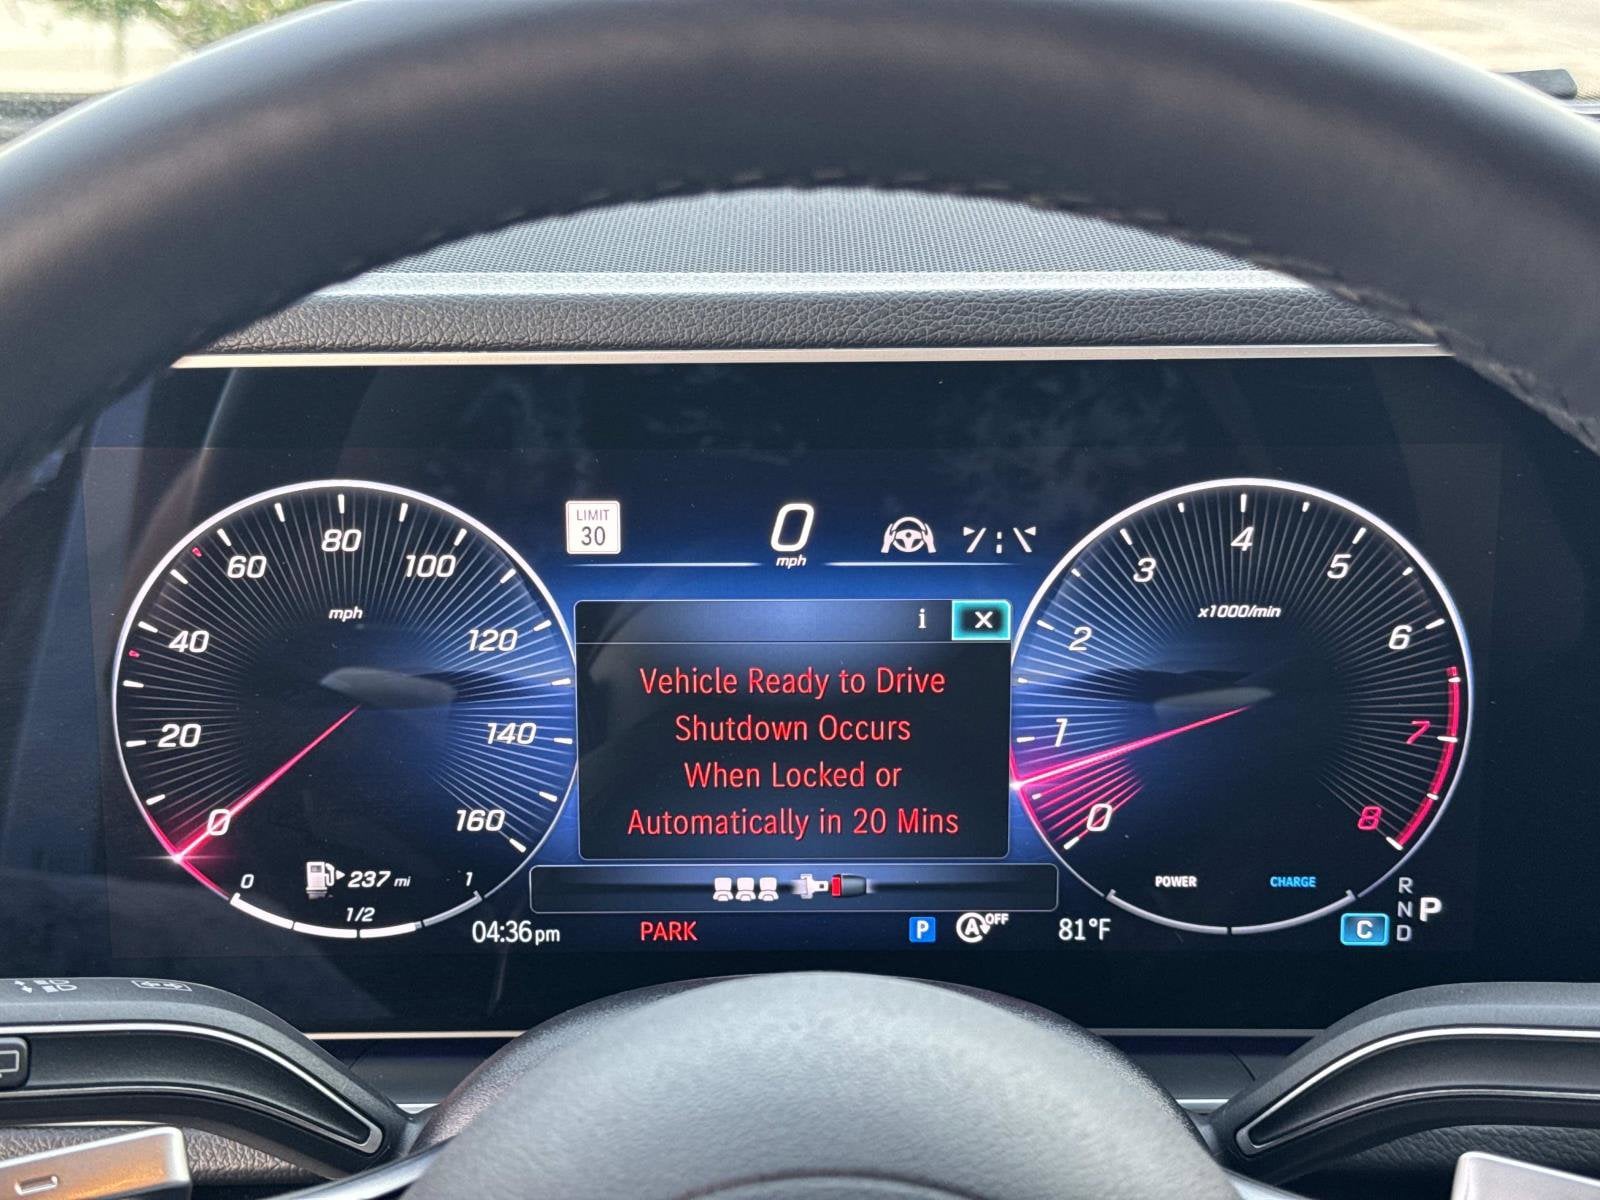 LIMIT
30
0
mph
80
60
100
mph
40
120
20
140
0
160
0
237 mi
1
1/2
i X
Vehicle Ready to Drive
Shutdown Occurs
When Locked or
Automatically in 20 Mins
4
3
5
x1000/min
2
6
1
7
0
8
POWER
CHARGE
04:36pm
PARK
P
A OFF
81°F
C
R
N
D
P